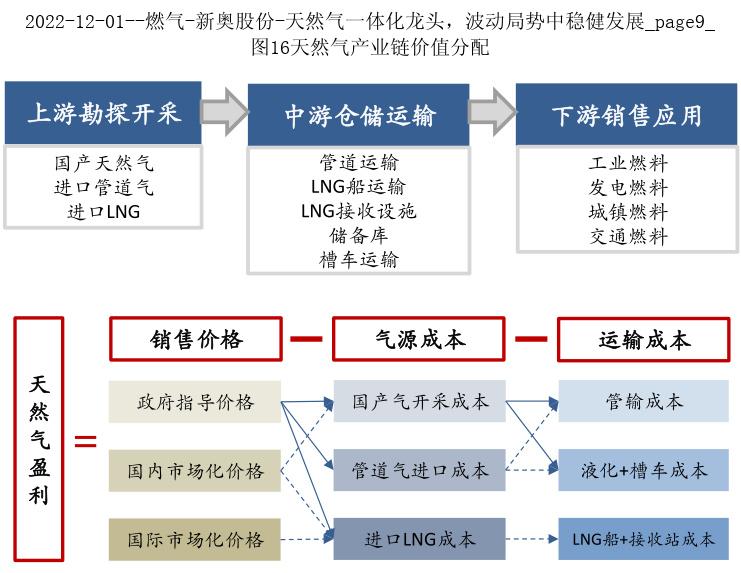 2022-12-01--燃气-新奥股份-天然气一体化龙头，波动局势中稳健发展_page9_
图16天然气产业链价值分配
上游勘探开采
国产天然气
进口管道气
进口LNG
中游仓储运输
管道运输
LNG船运输
LNG接收设施
储备库
槽车运输
下游销售应用
工业燃料
发电燃料
城镇燃料
交通燃料
天然气盈利
=
销售价格
—
气源成本
—
运输成本
政府指导价格
国产气开采成本
管输成本
国内市场化价格
管道气进口成本
液化+槽车成本
国际市场化价格
进口LNG成本
LNG船+接收站成本